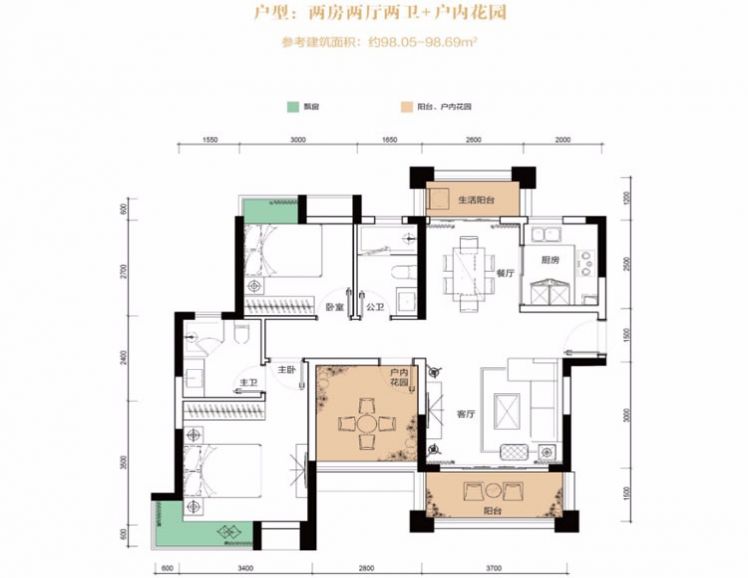 户型：两房两厅两卫+户内花园
参考建筑面积：约98.05~98.69m²
飘窗
阳台、户内花园
1550
3000
1650
2600
2000
600
2700
2400
3500
600
1200
2500
1500
3000
1500
生活阳台
餐厅
厨房
卧室
公卫
主卫
主卧
户内
花园
客厅
阳台
600
3400
2800
3700